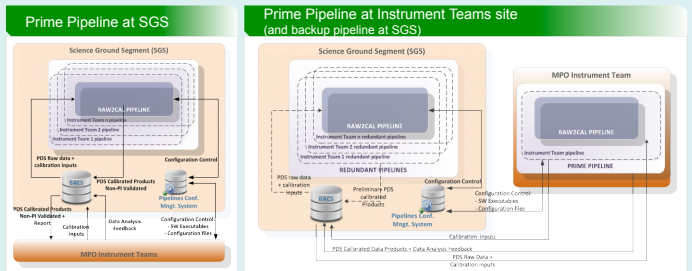 Prime Pipeline at SGS
Science Ground Segment (SGS)
RAW2CAL PIPELINE
Instrument Team n pipeline
Instrument Team 2 pipeline
Instrument Team 1 pipeline
PDS Raw data +
calibration inputs
PDS Calibrated Products
Non-PI Validated
Configuration Control
BACS
Pipelines Conf.
Mngt. System
PDS Calibrated Products
Non-PI Validated +
Report
Calibration
inputs
Data Analysis
Feedback
Configuration Control:
- SW Executables
- Configuration files
MPO Instrument Teams
Prime Pipeline at Instrument Teams site
(and backup pipeline at SGS)
Science Ground Segment (SGS)
RAW2CAL PIPELINE
Instrument Team n redundant pipeline
Instrument Team 2 redundant pipeline
Instrument Team 1 redundant pipeline
REDUNDANT PIPELINES
PDS raw data
+ calibration
inputs
Preliminary PDS
calibrated
Products
Configuration Control
BACS
Pipelines Conf.
Mngt. System
Configuration Control:
- SW Executables
- Configuration files
MPO Instrument Team
RAW2CAL PIPELINE
Instrument Team pipeline
PRIME PIPELINE
Calibration inputs
PDS Calibrated Data Products + Data Analysis Feedback
PDS Raw Data +
Calibration inputs